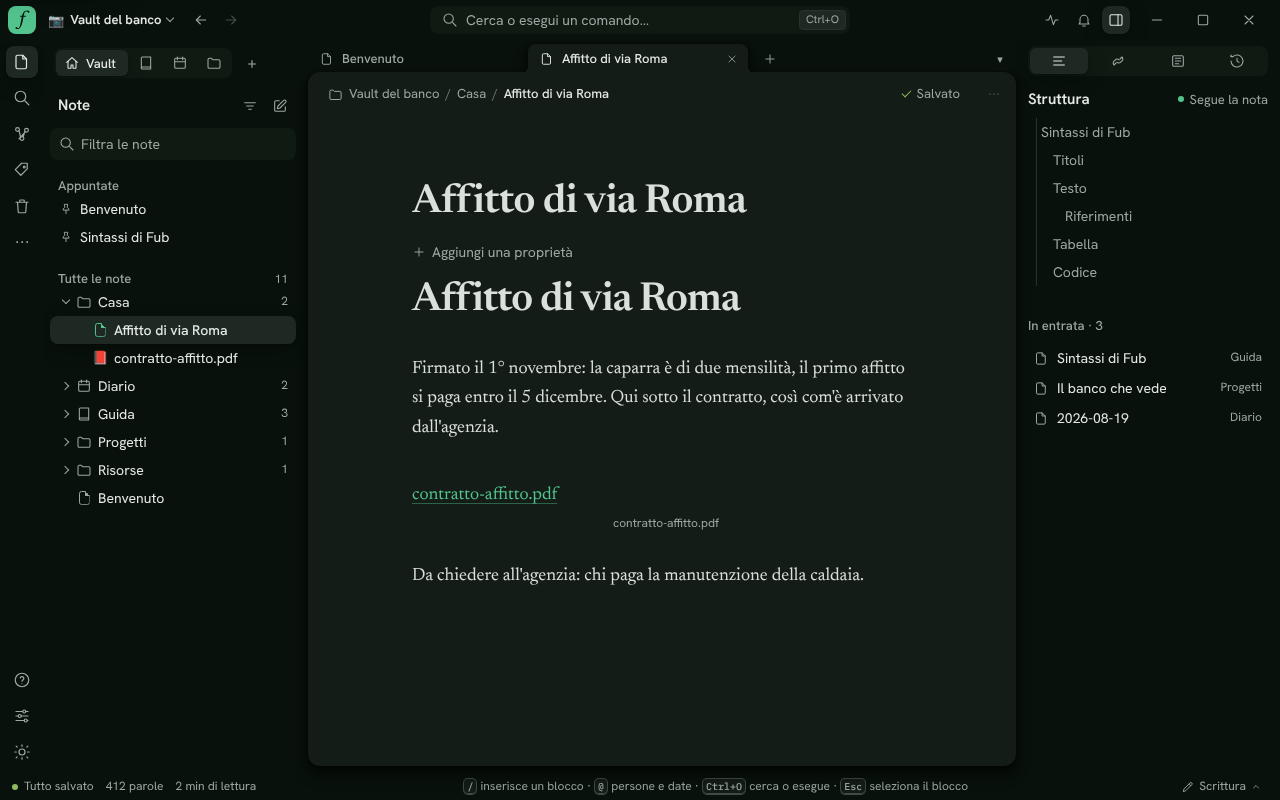 f Vault del banco
Cerca o esegui un comando… Ctrl+O
Vault
Note
Filtra le note
Appuntate
Benvenuto
Sintassi di Fub
Tutte le note 11
Casa 2
Affitto di via Roma
contratto-affitto.pdf
Diario 2
Guida 3
Progetti 1
Risorse 1
Benvenuto
Benvenuto
Affitto di via Roma
Vault del banco / Casa / Affitto di via Roma
Salvato
Affitto di via Roma
Aggiungi una proprietà
Affitto di via Roma
Firmato il 1° novembre: la caparra è di due mensilità, il primo affitto
si paga entro il 5 dicembre. Qui sotto il contratto, così com'è arrivato
dall'agenzia.
contratto-affitto.pdf
contratto-affitto.pdf
Da chiedere all'agenzia: chi paga la manutenzione della caldaia.
Struttura
Segue la nota
Sintassi di Fub
Titoli
Testo
Riferimenti
Tabella
Codice
In entrata · 3
Sintassi di Fub Guida
Il banco che vede Progetti
2026-08-19 Diario
Tutto salvato 412 parole 2 min di lettura
/ inserisce un blocco · @ persone e date · Ctrl+O cerca o esegue · Esc seleziona il blocco
Scrittura